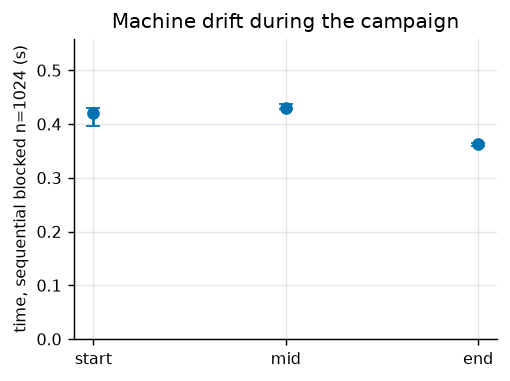 Machine drift during the campaign
time, sequential blocked n=1024 (s)
0.5
0.4
0.3
0.2
0.1
0.0
start mid end